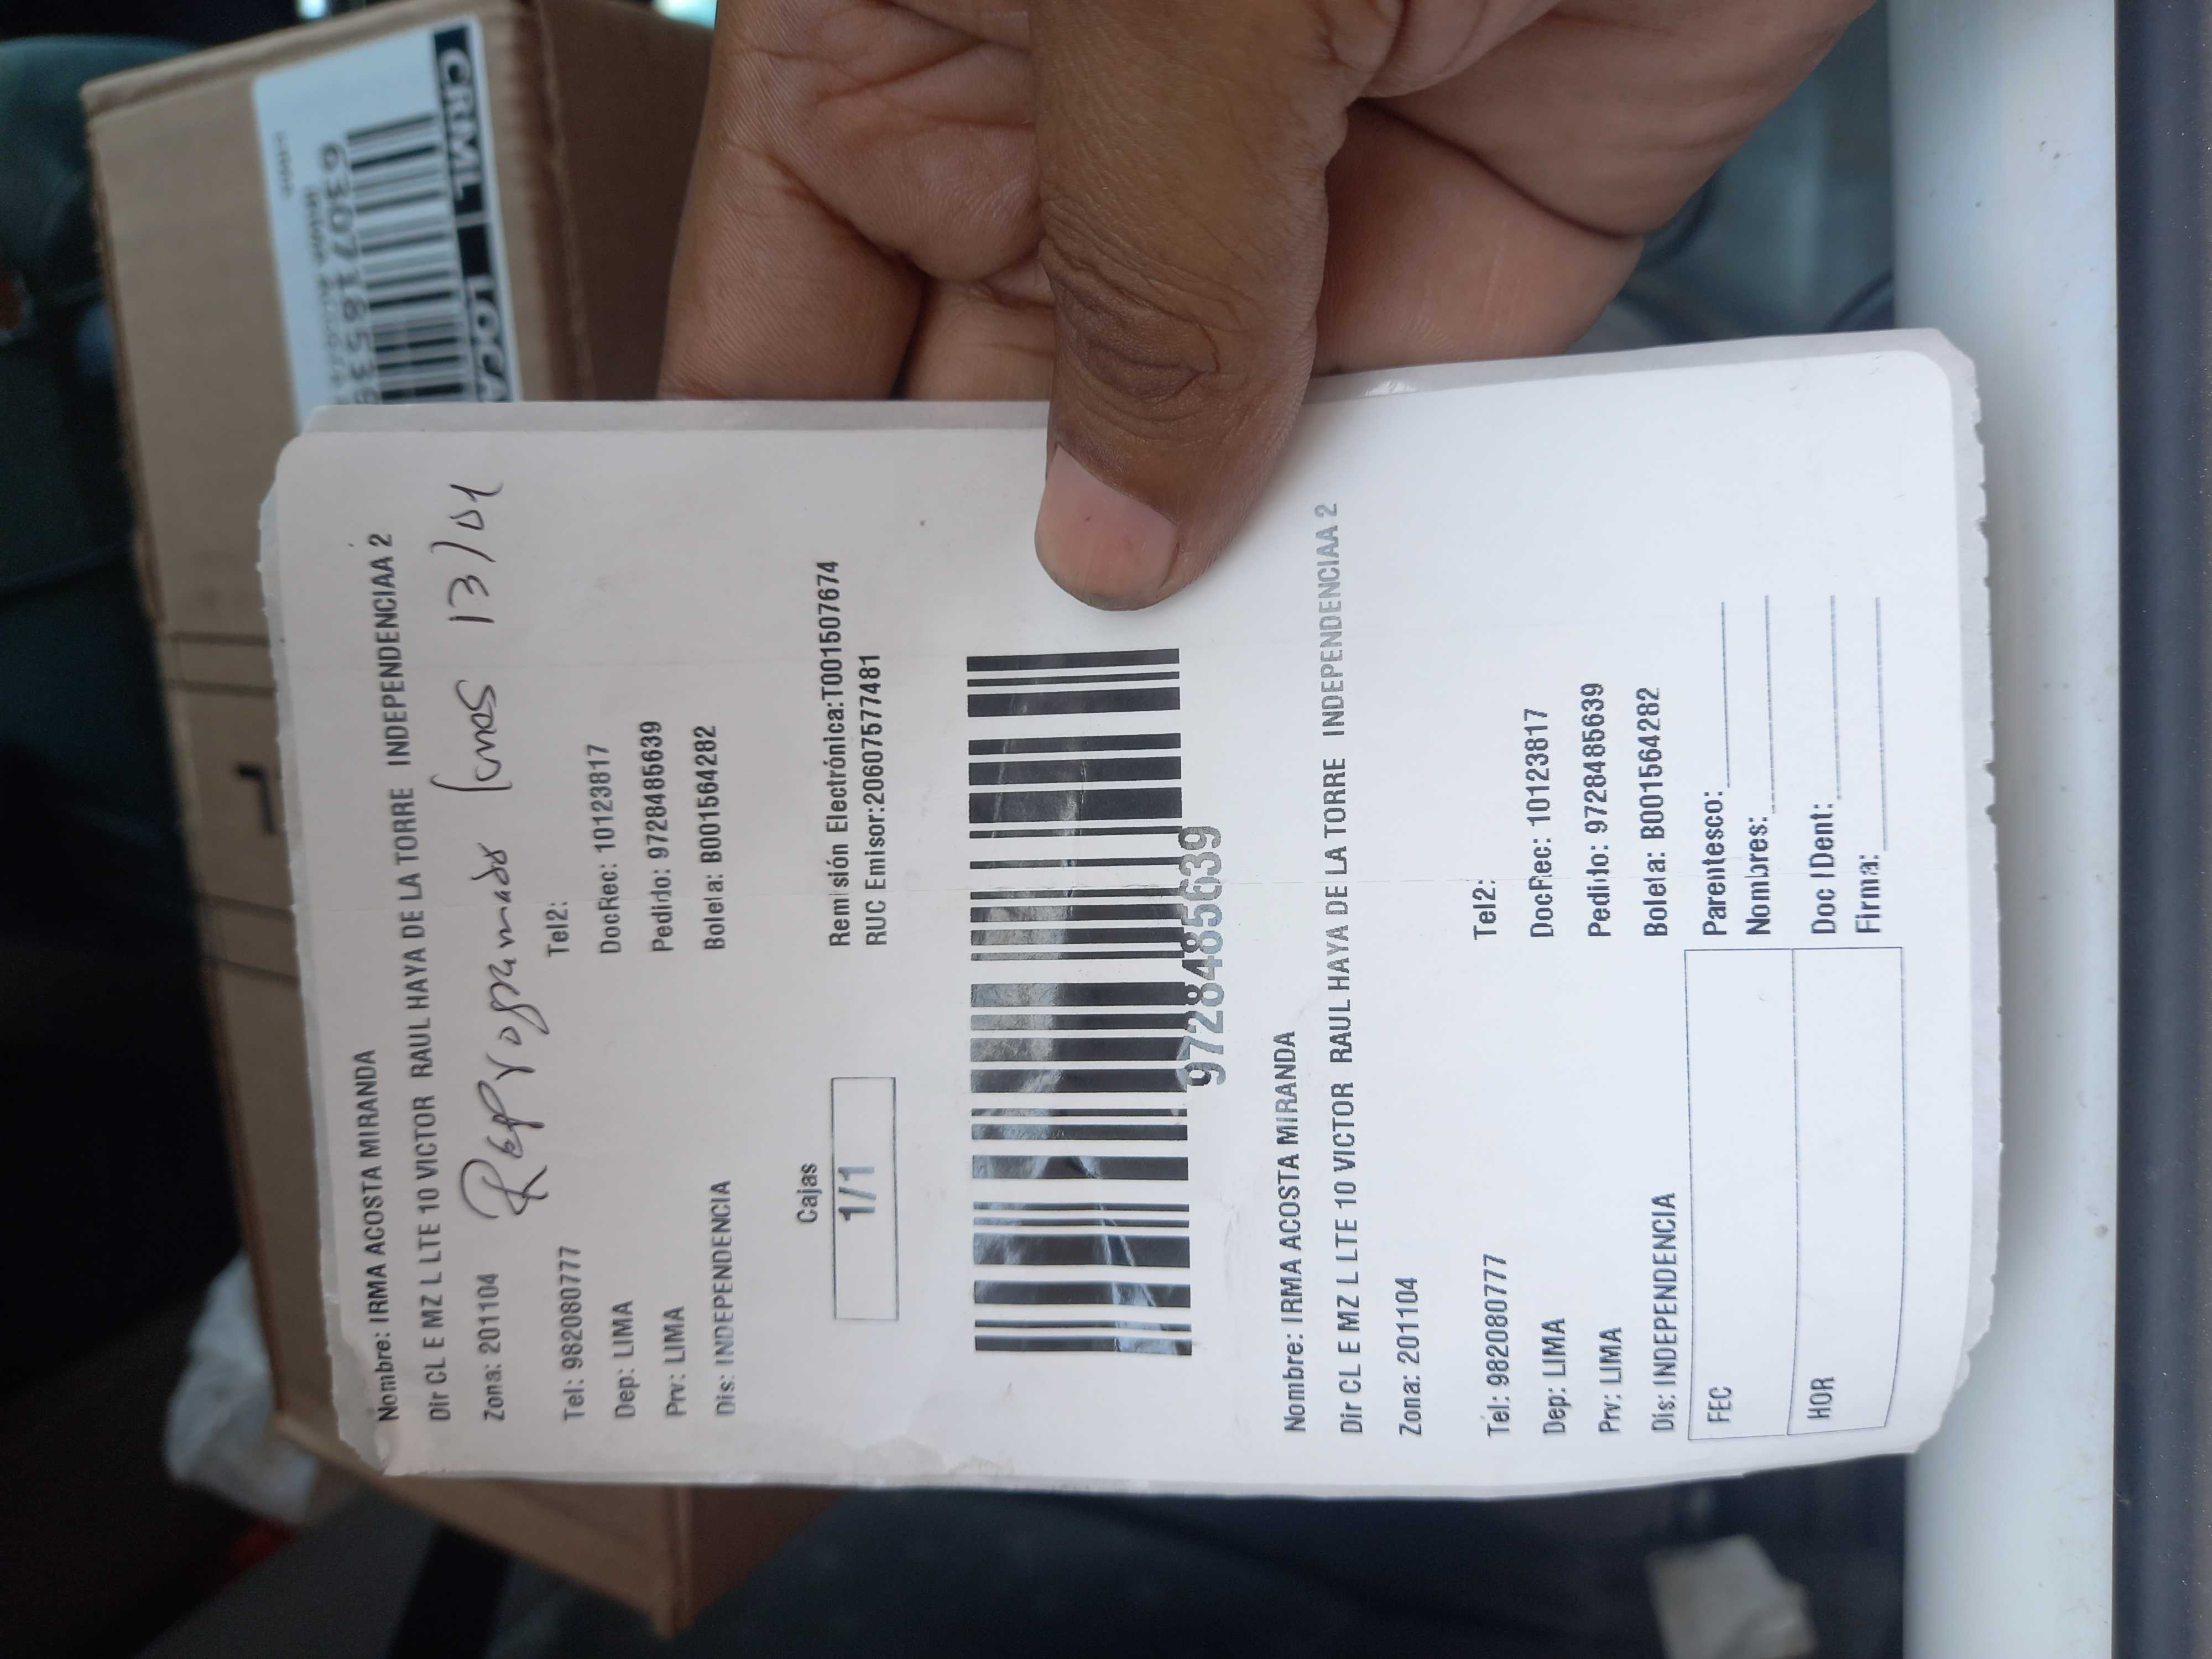 Nombre: IRMA ACOSTA MIRANDA
Dir CL E MZ L LTE 10 VICTOR RAUL HAYA DE LA TORRE INDEPENDENCIAA 2
Zona: 201104 Reprogramado lunes 13/01
Tel: 982080777 Tel2:
Dep: LIMA DocRec: 10123817
Prv: LIMA Pedido: 9728485639
Dis: INDEPENDENCIA Boleta: B001564282
Cajas
1/1
Remisión Electrónica:T001507674
RUC Emisor:20607577481
9728485639
Nombre: IRMA ACOSTA MIRANDA
Dir CL E MZ L LTE 10 VICTOR RAUL HAYA DE LA TORRE INDEPENDENCIAA 2
Zona: 201104
Tel: 982080777 Tel2:
Dep: LIMA DocRec: 10123817
Prv: LIMA Pedido: 9728485639
Dis: INDEPENDENCIA Boleta: B001564282
FEC Parentesco:
Nombres:
HOR Doc IDent:
Firma:
CRML